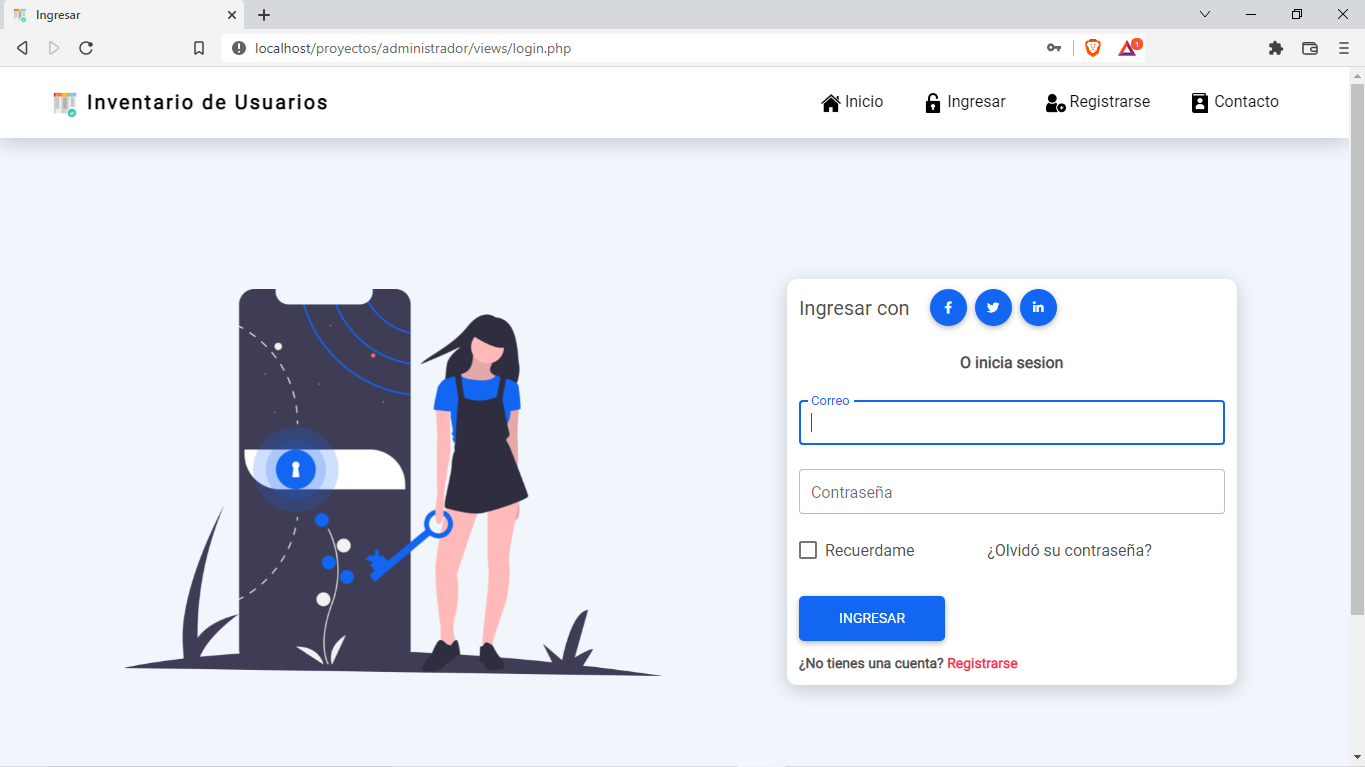 Ingresar
localhost/proyectos/administrador/views/login.php
1
Inventario de Usuarios
Inicio
Ingresar
Registrarse
Contacto
Ingresar con
O inicia sesion
Correo
Contraseña
Recuerdame
¿Olvidó su contraseña?
INGRESAR
¿No tienes una cuenta? Registrarse